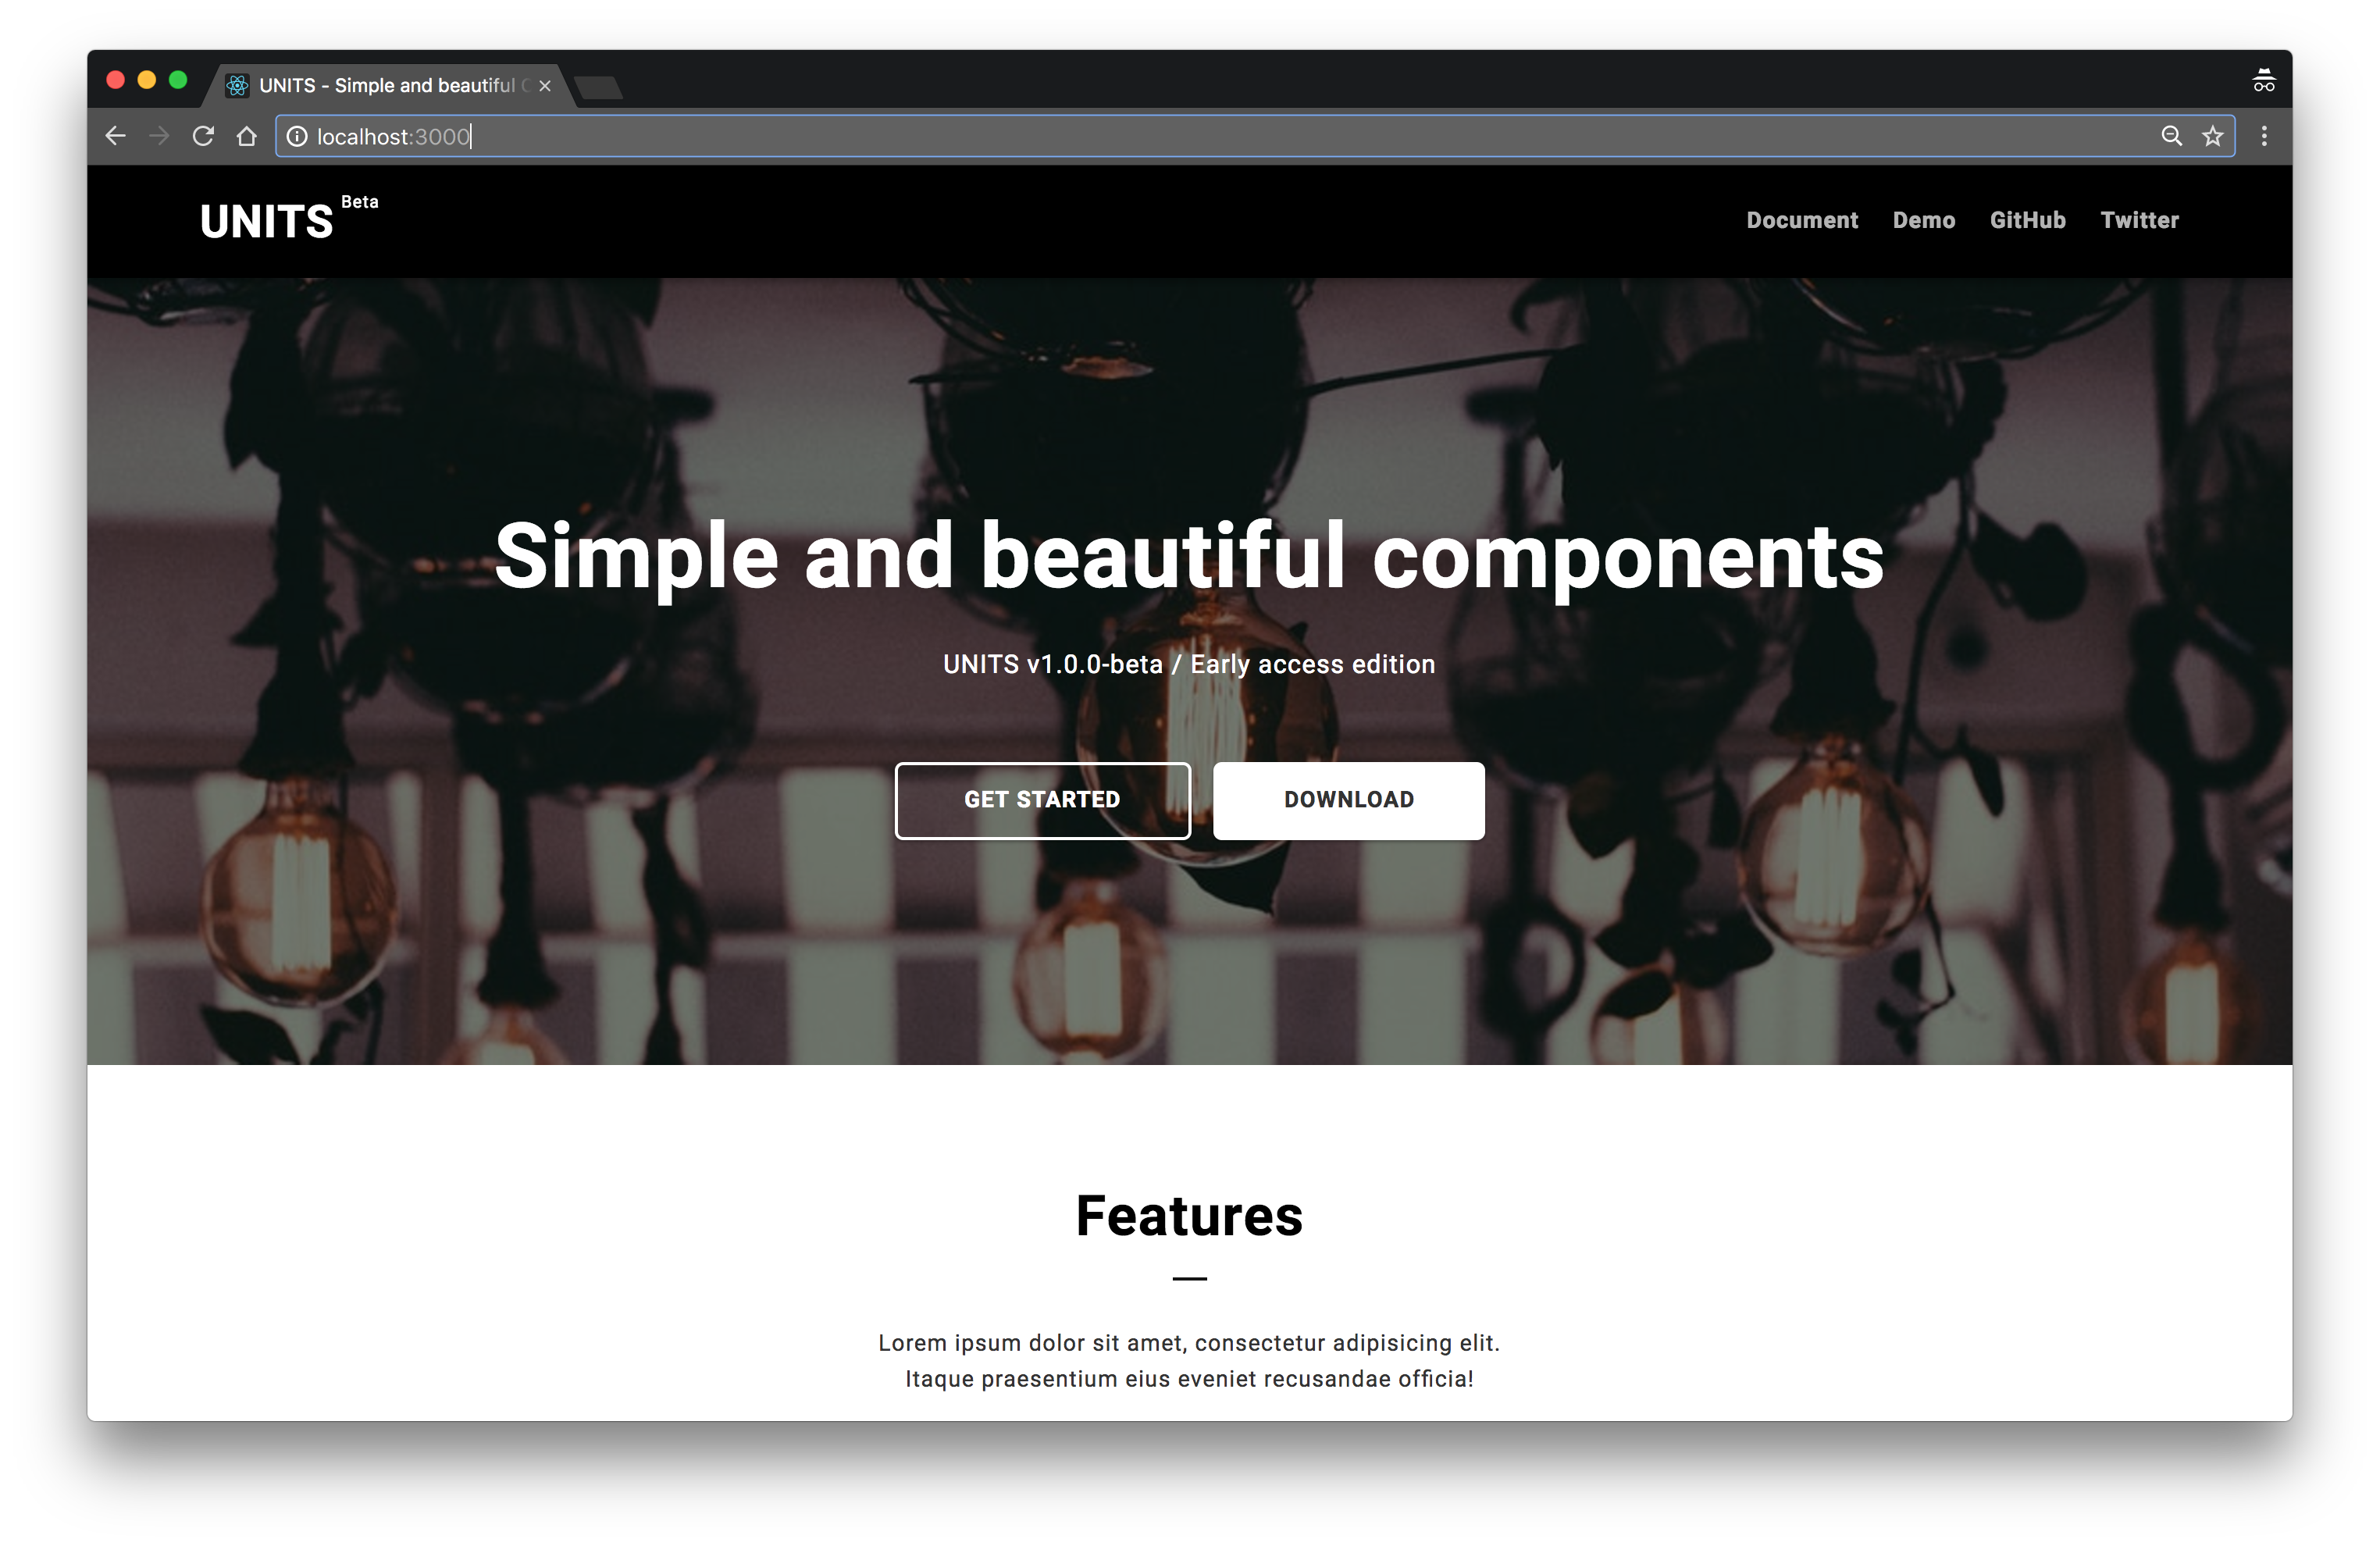 UNITS - Simple and beautiful
localhost:3000
UNITS Beta
Document Demo GitHub Twitter
Simple and beautiful components
UNITS v1.0.0-beta / Early access edition
GET STARTED DOWNLOAD
Features
Lorem ipsum dolor sit amet, consectetur adipisicing elit.
Itaque praesentium eius eveniet recusandae officia!